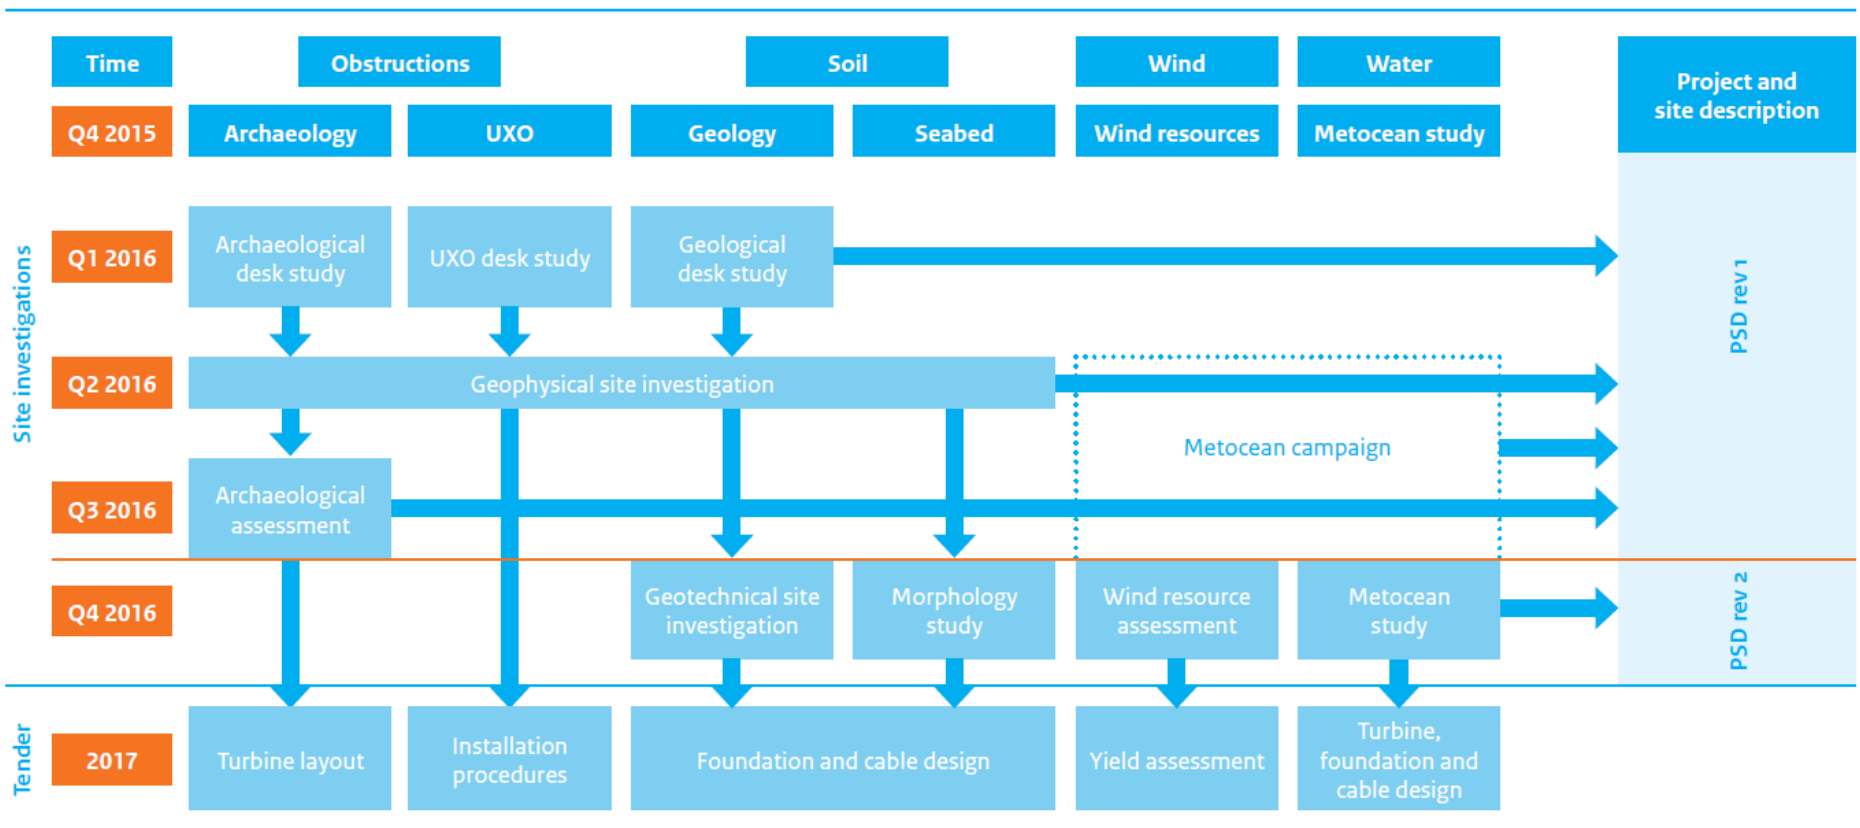 Time
Obstructions
Soil
Wind
Water
Project and
site description
Q4 2015
Archaeology
UXO
Geology
Seabed
Wind resources
Metocean study
Site investigations
Q1 2016
Archaeological
desk study
UXO desk study
Geological
desk study
PSD rev 1
Q2 2016
Geophysical site investigation
Metocean campaign
Q3 2016
Archaeological
assessment
Q4 2016
Geotechnical site
investigation
Morphology
study
Wind resource
assessment
Metocean
study
PSD rev 2
Tender
2017
Turbine layout
Installation
procedures
Foundation and cable design
Yield assessment
Turbine,
foundation and
cable design